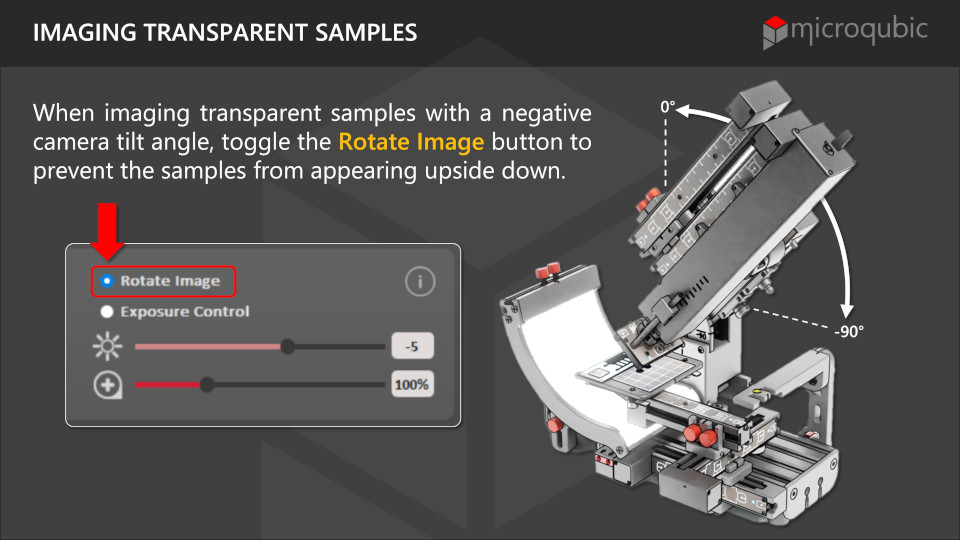 IMAGING TRANSPARENT SAMPLES
microqubic
When imaging transparent samples with a negative
camera tilt angle, toggle the Rotate Image button to
prevent the samples from appearing upside down.
0°
Rotate Image
i
Exposure Control
-5
100%
-90°